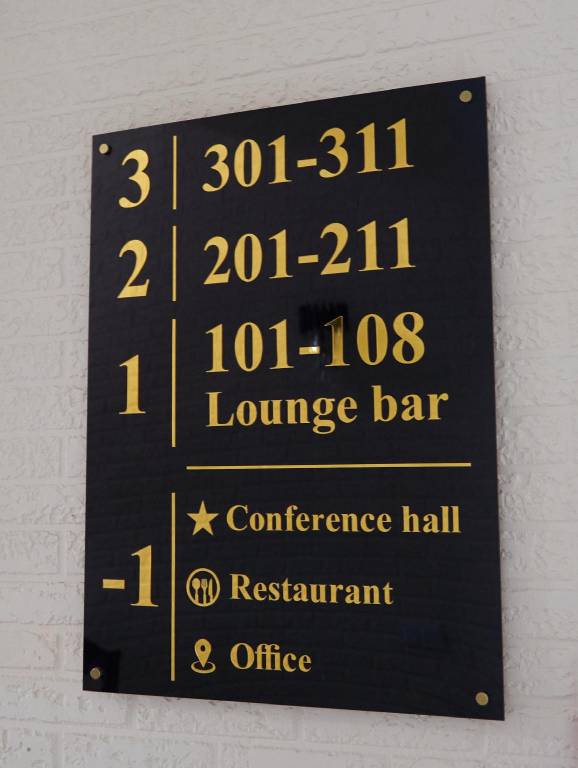 3 301-311
2 201-211
1 101-108
Lounge bar
-1 Conference hall
Restaurant
Office